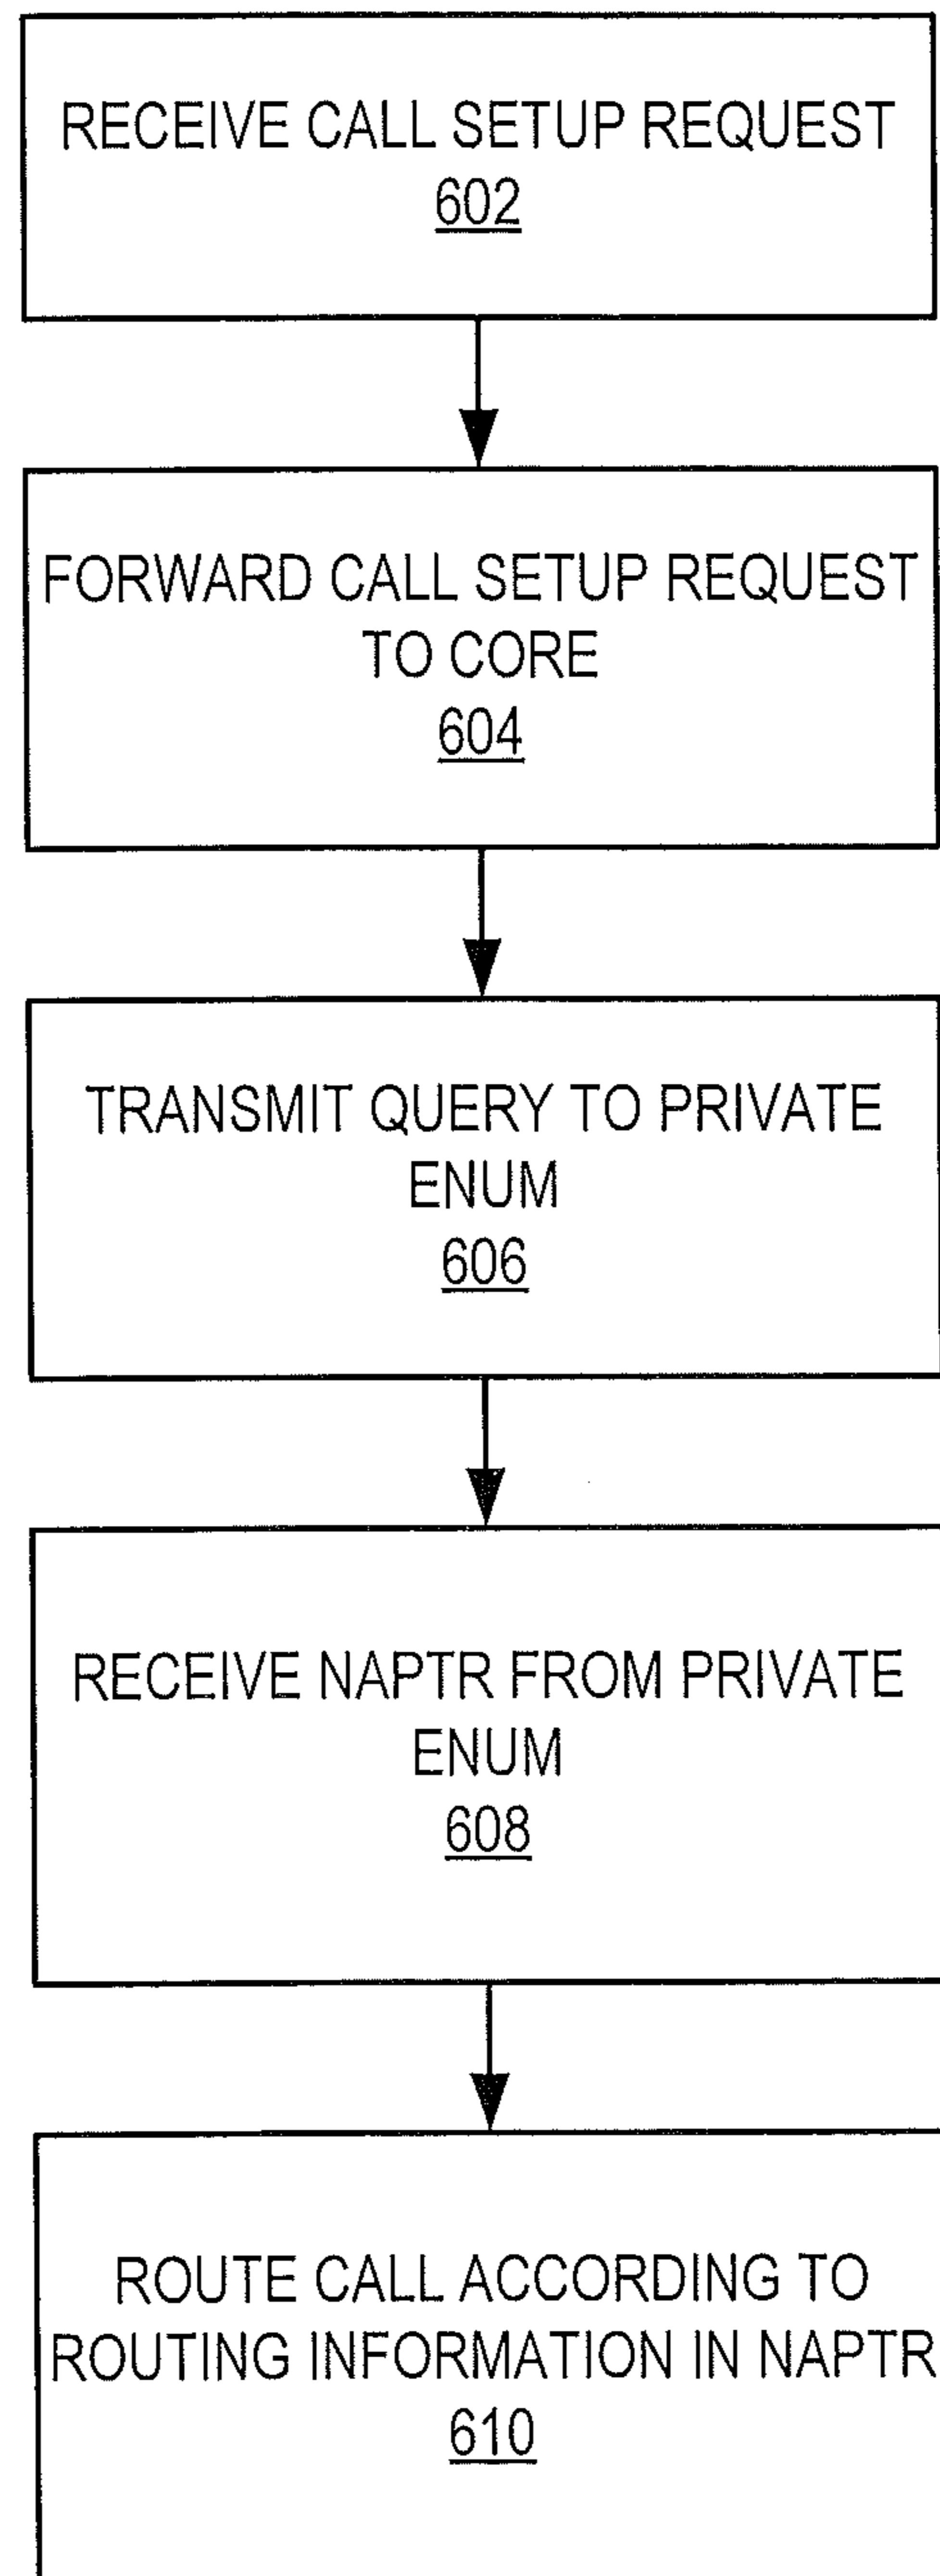 RECEIVE CALL SETUP REQUEST
602
FORWARD CALL SETUP REQUEST
TO CORE
604
TRANSMIT QUERY TO PRIVATE
ENUM
606
RECEIVE NAPTR FROM PRIVATE
ENUM
608
ROUTE CALL ACCORDING TO
ROUTING INFORMATION IN NAPTR
610